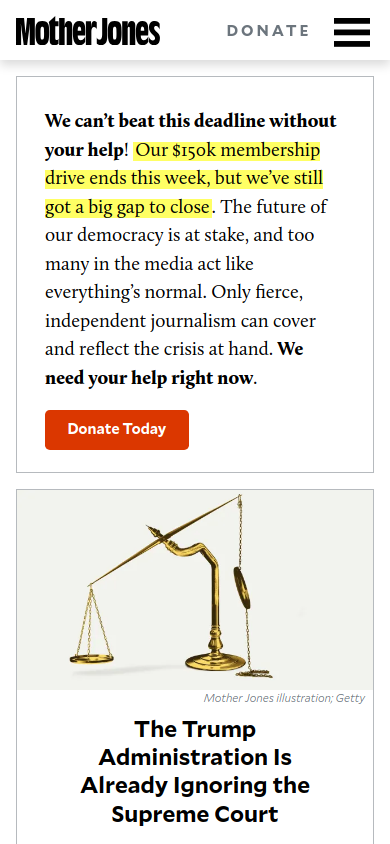 Mother Jones
DONATE
We can’t beat this deadline without
your help! Our $150k membership
drive ends this week, but we’ve still
got a big gap to close. The future of
our democracy is at stake, and too
many in the media act like
everything’s normal. Only fierce,
independent journalism can cover
and reflect the crisis at hand. We
need your help right now.
Donate Today
Mother Jones illustration; Getty
The Trump
Administration Is
Already Ignoring the
Supreme Court